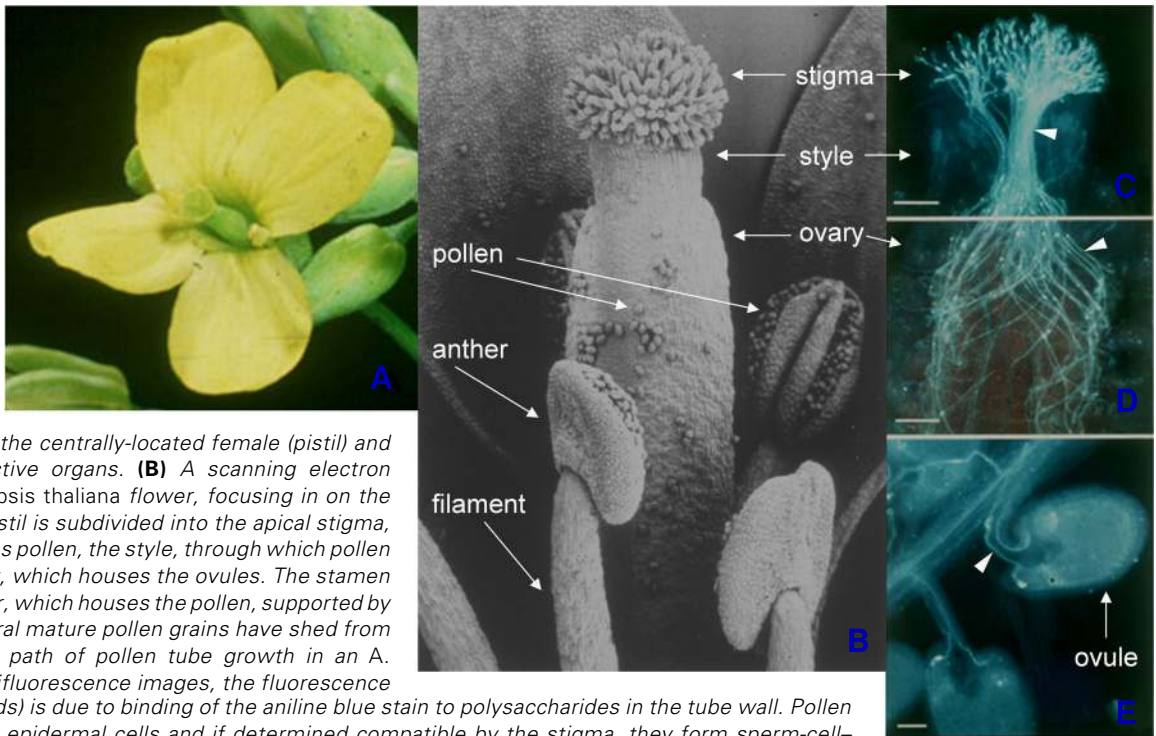 stigma
style
ovary
pollen
anther
filament
ovule
A
B
C
D
E
the centrally-located female (pistil) and
ctive organs. (B) A scanning electron
psis thaliana flower, focusing in on the
stil is subdivided into the apical stigma,
pollen, the style, through which pollen
which houses the ovules. The stamen
which houses the pollen, supported by
ral mature pollen grains have shed from
path of pollen tube growth in an A.
ifluorescence images, the fluorescence
ds) is due to binding of the aniline blue stain to polysaccharides in the tube wall. Pollen
epidermal cells and if determined compatible by the stigma, they form sperm-cell–